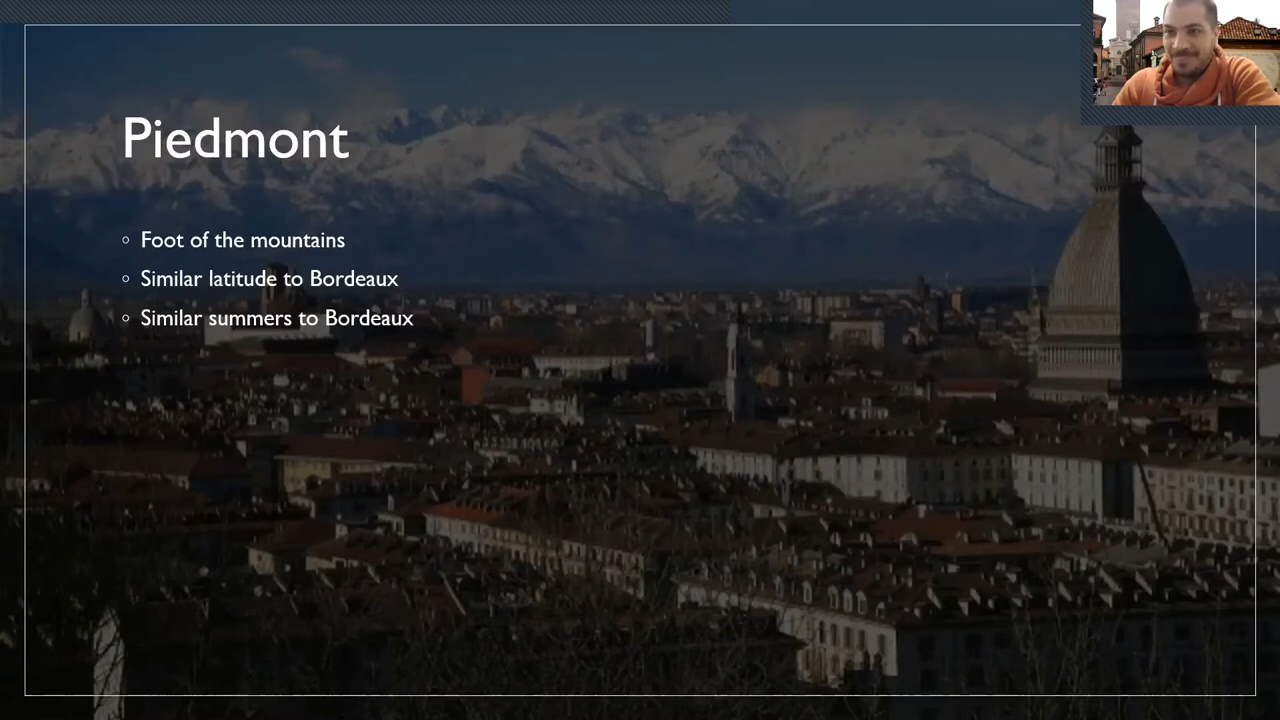 Piedmont
Foot of the mountains
Similar latitude to Bordeaux
Similar summers to Bordeaux